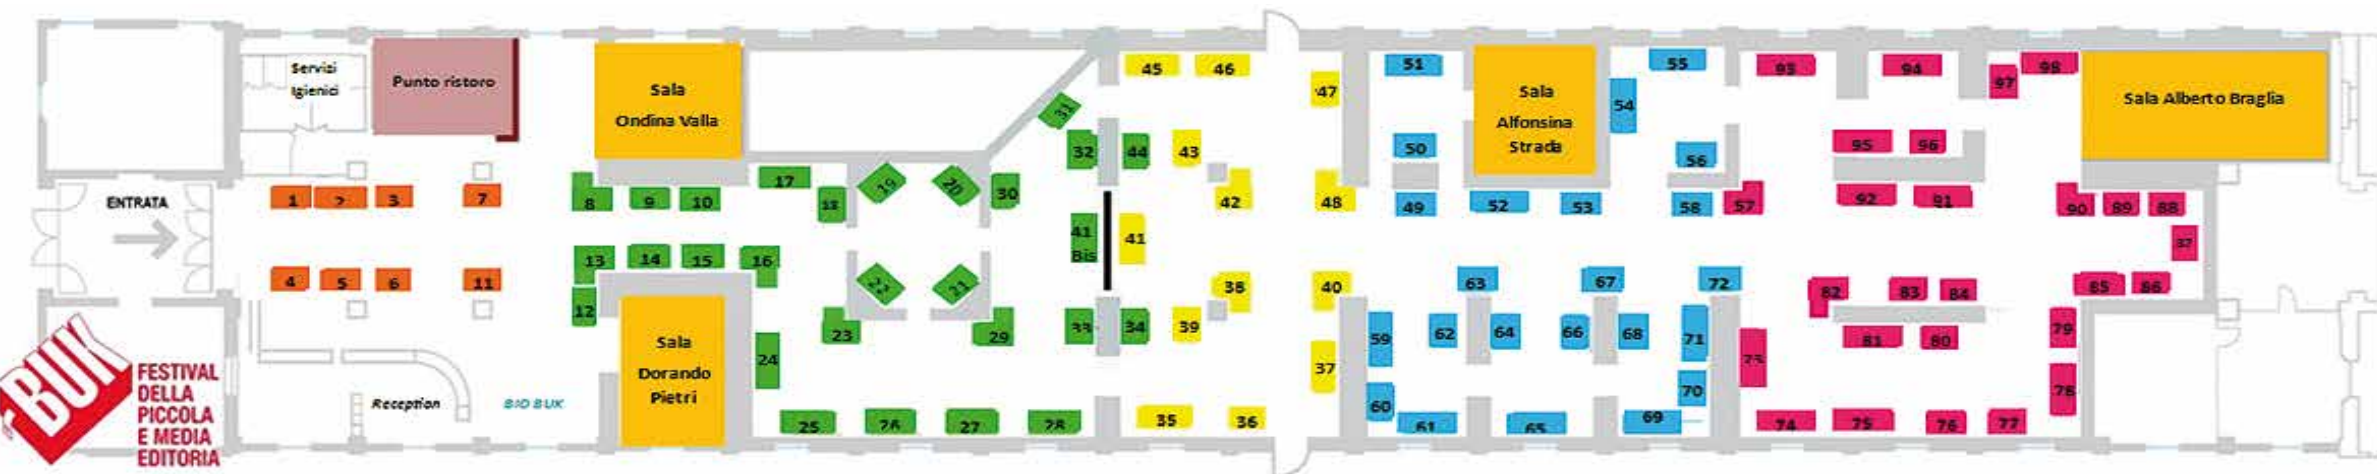 Servizi
Igienici
Punto ristoro
Sala
Ondina Valla
Sala
Alfonsina
Strada
Sala Alberto Braglia
ENTRATA
Sala
Dorando
Pietri
Reception
BIO BUK
BUK
FESTIVAL
DELLA
PICCOLA
E MEDIA
EDITORIA
1 2 3 7
4 5 6 11
8 9 10 17 18 19 20 30 31 32 44
13 14 15 16 22 21 41 Bis
12 24 23 29 33 34
25 26 27 28
45 46 47
43 42 48
41
38 40 39 37
35 36
51 50 49 52 53 54 55 56 58
63 67 72
59 62 64 66 68 71
60 70
61 65 69
93 94 97 98
95 96
57 92 91 90 89 88
87
82 83 84 85 86
73 81 80 79
78
74 75 76 77